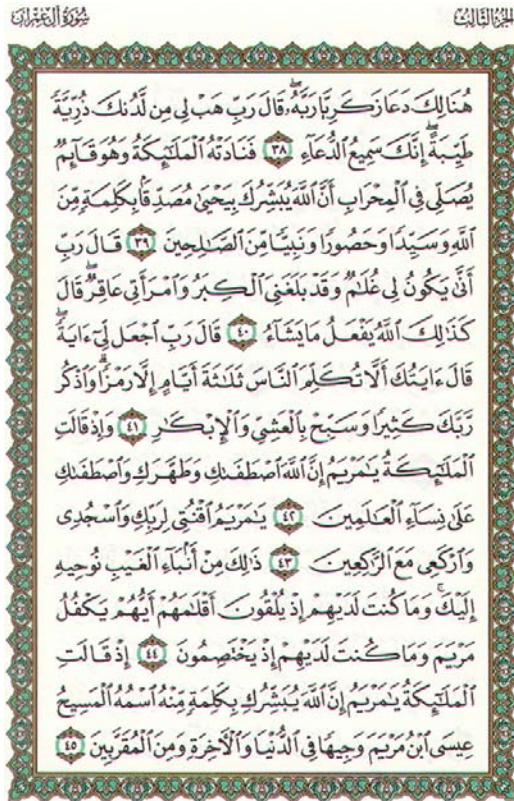 الجزء الثالث
سورة آل عمران
هُنَالِكَ دَعَا زَكَرِيَّا رَبَّهُۥ ۖ قَالَ رَبِّ هَبْ لِى مِن لَّدُنكَ ذُرِّيَّةً
طَيِّبَةً ۖ إِنَّكَ سَمِيعُ ٱلدُّعَآءِ ٣٨ فَنَادَتْهُ ٱلْمَلَـٰٓئِكَةُ وَهُوَ قَآئِمٌ
يُصَلِّى فِى ٱلْمِحْرَابِ أَنَّ ٱللَّهَ يُبَشِّرُكَ بِيَحْيَىٰ مُصَدِّقًۢا بِكَلِمَةٍ مِّنَ
ٱللَّهِ وَسَيِّدًا وَحَصُورًا وَنَبِيًّا مِّنَ ٱلصَّـٰلِحِينَ ٣٩ قَالَ رَبِّ
أَنَّىٰ يَكُونُ لِى غُلَـٰمٌ وَقَدْ بَلَغَنِىَ ٱلْكِبَرُ وَٱمْرَأَتِى عَاقِرٌ ۖ قَالَ
كَذَٰلِكَ ٱللَّهُ يَفْعَلُ مَا يَشَآءُ ٤٠ قَالَ رَبِّ ٱجْعَل لِّىٓ ءَايَةً ۖ
قَالَ ءَايَتُكَ أَلَّا تُكَلِّمَ ٱلنَّاسَ ثَلَـٰثَةَ أَيَّامٍ إِلَّا رَمْزًا ۗ وَٱذْكُر
رَّبَّكَ كَثِيرًا وَسَبِّحْ بِٱلْعَشِىِّ وَٱلْإِبْكَـٰرِ ٤١ وَإِذْ قَالَتِ
ٱلْمَلَـٰٓئِكَةُ يَـٰمَرْيَمُ إِنَّ ٱللَّهَ ٱصْطَفَىٰكِ وَطَهَّرَكِ وَٱصْطَفَىٰكِ
عَلَىٰ نِسَآءِ ٱلْعَـٰلَمِينَ ٤٢ يَـٰمَرْيَمُ ٱقْنُتِى لِرَبِّكِ وَٱسْجُدِى
وَٱرْكَعِى مَعَ ٱلرَّٰكِعِينَ ٤٣ ذَٰلِكَ مِنْ أَنۢبَآءِ ٱلْغَيْبِ نُوحِيهِ
إِلَيْكَ ۚ وَمَا كُنتَ لَدَيْهِمْ إِذْ يُلْقُونَ أَقْلَـٰمَهُمْ أَيُّهُمْ يَكْفُلُ
مَرْيَمَ وَمَا كُنتَ لَدَيْهِمْ إِذْ يَخْتَصِمُونَ ٤٤ إِذْ قَالَتِ
ٱلْمَلَـٰٓئِكَةُ يَـٰمَرْيَمُ إِنَّ ٱللَّهَ يُبَشِّرُكِ بِكَلِمَةٍ مِّنْهُ ٱسْمُهُ ٱلْمَسِيحُ
عِيسَى ٱبْنُ مَرْيَمَ وَجِيهًا فِى ٱلدُّنْيَا وَٱلْـَٔاخِرَةِ وَمِنَ ٱلْمُقَرَّبِينَ ٤٥